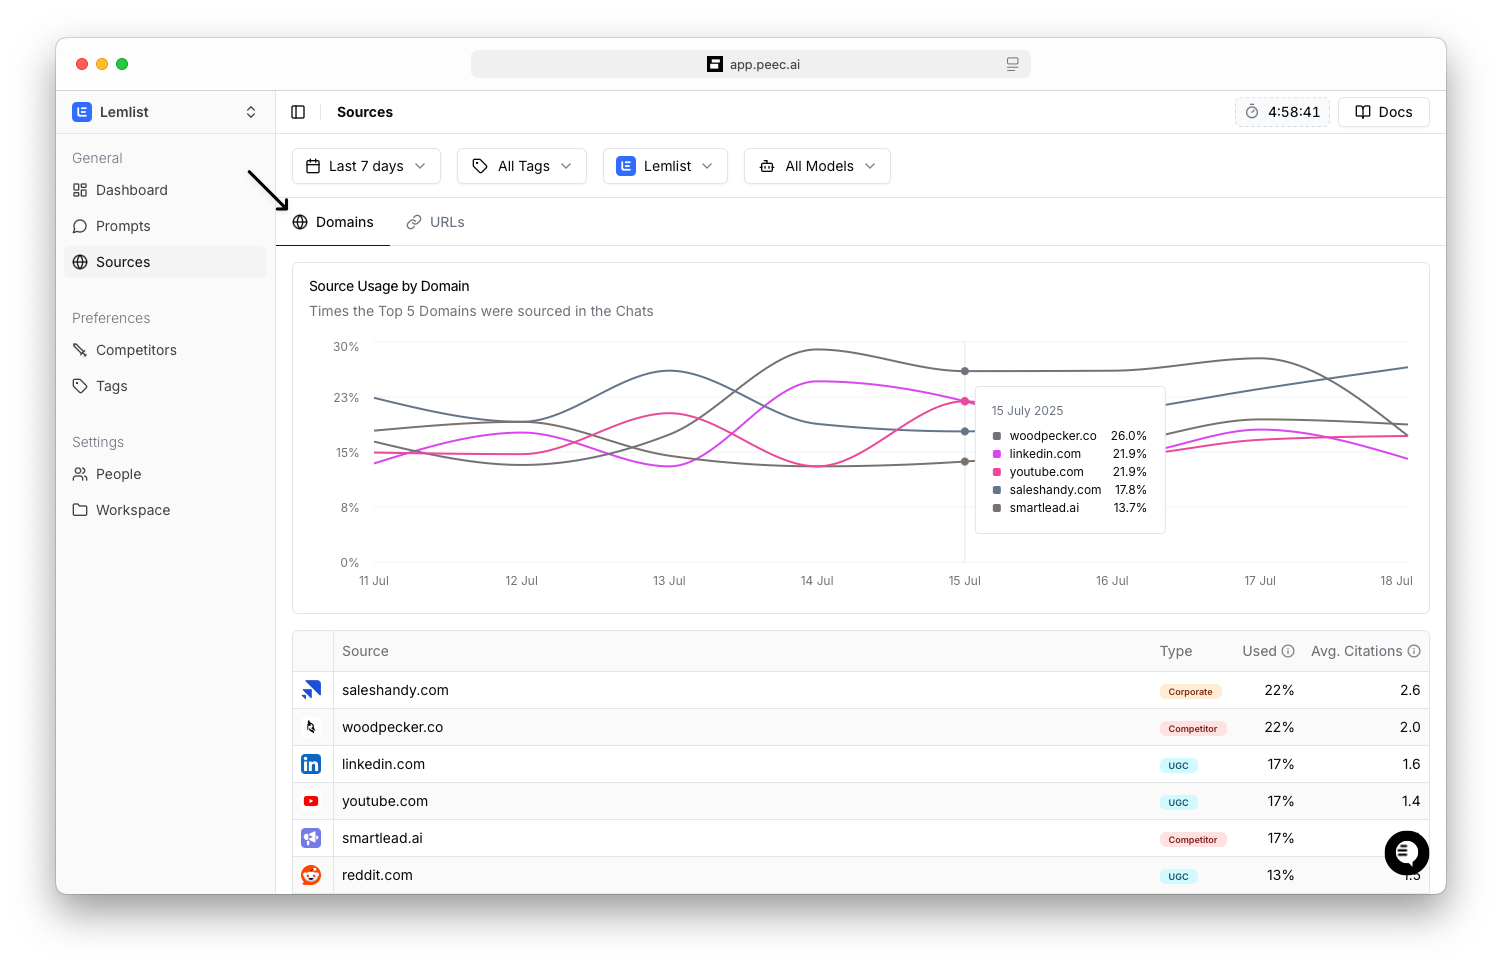 app.peec.ai
Lemlist
Sources
4:58:41
Docs
General
Dashboard
Prompts
Sources
Preferences
Competitors
Tags
Settings
People
Workspace
Last 7 days
All Tags
Lemlist
All Models
Domains
URLs
Source Usage by Domain
Times the Top 5 Domains were sourced in the Chats
30%
23%
15%
8%
0%
11 Jul
12 Jul
13 Jul
14 Jul
15 Jul
16 Jul
17 Jul
18 Jul
15 July 2025
woodpecker.co 26.0%
linkedin.com 21.9%
youtube.com 21.9%
saleshandy.com 17.8%
smartlead.ai 13.7%
Source Type Used Avg. Citations
saleshandy.com Corporate 22% 2.6
woodpecker.co Competitor 22% 2.0
linkedin.com UGC 17% 1.6
youtube.com UGC 17% 1.4
smartlead.ai Competitor 17%
reddit.com UGC 13%